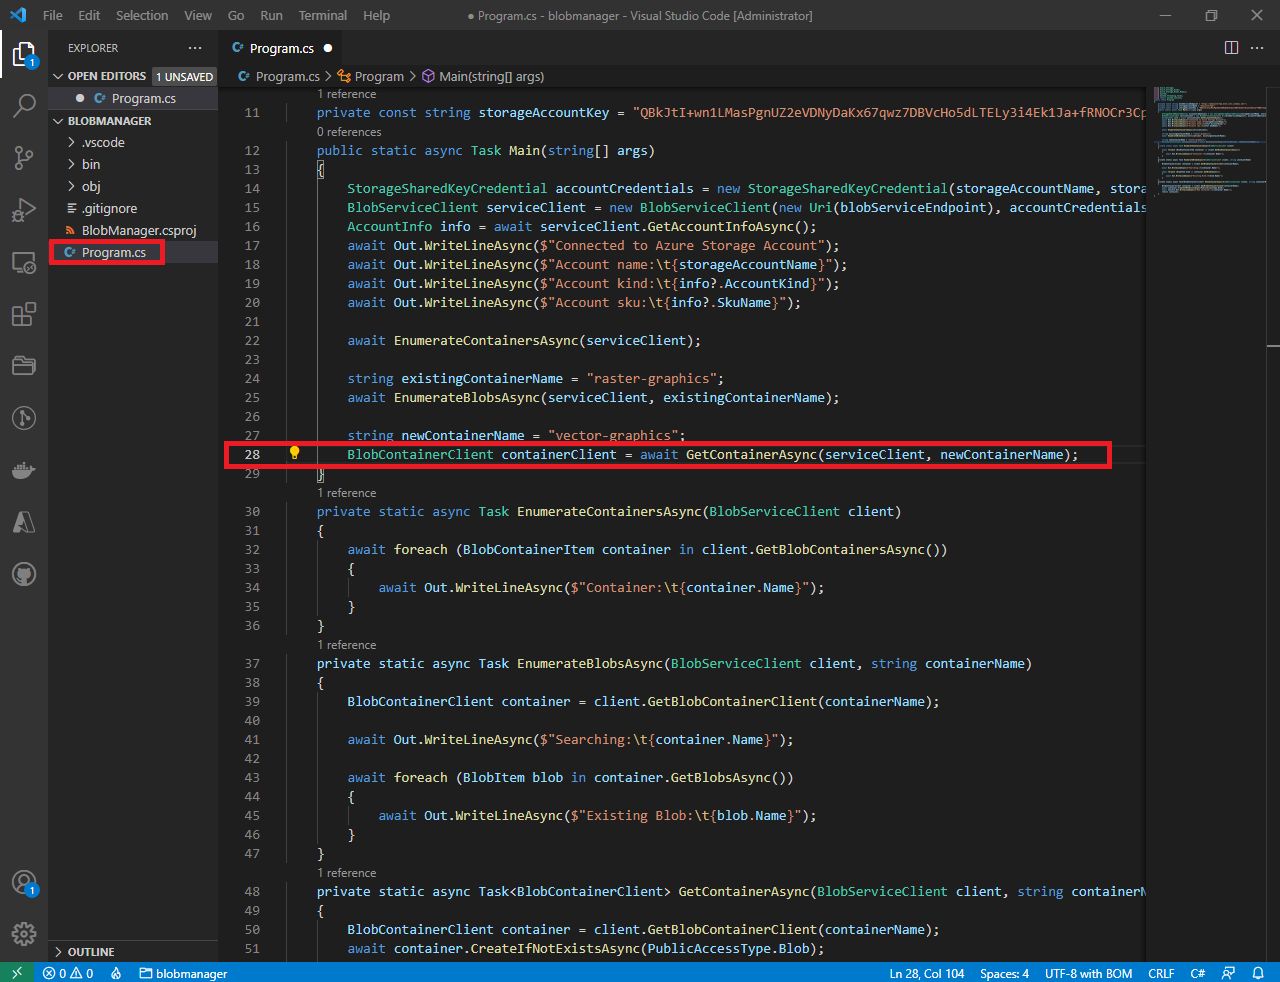 File Edit Selection View Go Run Terminal Help ● Program.cs - blobmanager - Visual Studio Code [Administrator]
EXPLORER
OPEN EDITORS 1 UNSAVED
C# Program.cs
BLOBMANAGER
.vscode
bin
obj
.gitignore
BlobManager.csproj
C# Program.cs
OUTLINE
1
1
C# Program.cs ●
C# Program.cs > Program > Main(string[] args)
1 reference
11 private const string storageAccountKey = "QBkJtI+wn1LMasPgnUZ2eVDNyDaKx67qwz7DBVcHo5dLTELy3i4Ek1Ja+fRNOCr3Cp
0 references
12 public static async Task Main(string[] args)
13 {
14 StorageSharedKeyCredential accountCredentials = new StorageSharedKeyCredential(storageAccountName, stora
15 BlobServiceClient serviceClient = new BlobServiceClient(new Uri(blobServiceEndpoint), accountCredentials
16 AccountInfo info = await serviceClient.GetAccountInfoAsync();
17 await Out.WriteLineAsync($"Connected to Azure Storage Account");
18 await Out.WriteLineAsync($"Account name:\t{storageAccountName}");
19 await Out.WriteLineAsync($"Account kind:\t{info?.AccountKind}");
20 await Out.WriteLineAsync($"Account sku:\t{info?.SkuName}");
21
22 await EnumerateContainersAsync(serviceClient);
23
24 string existingContainerName = "raster-graphics";
25 await EnumerateBlobsAsync(serviceClient, existingContainerName);
26
27 string newContainerName = "vector-graphics";
28 BlobContainerClient containerClient = await GetContainerAsync(serviceClient, newContainerName);
29 }
1 reference
30 private static async Task EnumerateContainersAsync(BlobServiceClient client)
31 {
32 await foreach (BlobContainerItem container in client.GetBlobContainersAsync())
33 {
34 await Out.WriteLineAsync($"Container:\t{container.Name}");
35 }
36 }
1 reference
37 private static async Task EnumerateBlobsAsync(BlobServiceClient client, string containerName)
38 {
39 BlobContainerClient container = client.GetBlobContainerClient(containerName);
40
41 await Out.WriteLineAsync($"Searching:\t{container.Name}");
42
43 await foreach (BlobItem blob in container.GetBlobsAsync())
44 {
45 await Out.WriteLineAsync($"Existing Blob:\t{blob.Name}");
46 }
47 }
1 reference
48 private static async Task<BlobContainerClient> GetContainerAsync(BlobServiceClient client, string containerN
49 {
50 BlobContainerClient container = client.GetBlobContainerClient(containerName);
51 await container.CreateIfNotExistsAsync(PublicAccessType.Blob);
0 0 blobmanager Ln 28, Col 104 Spaces: 4 UTF-8 with BOM CRLF C#